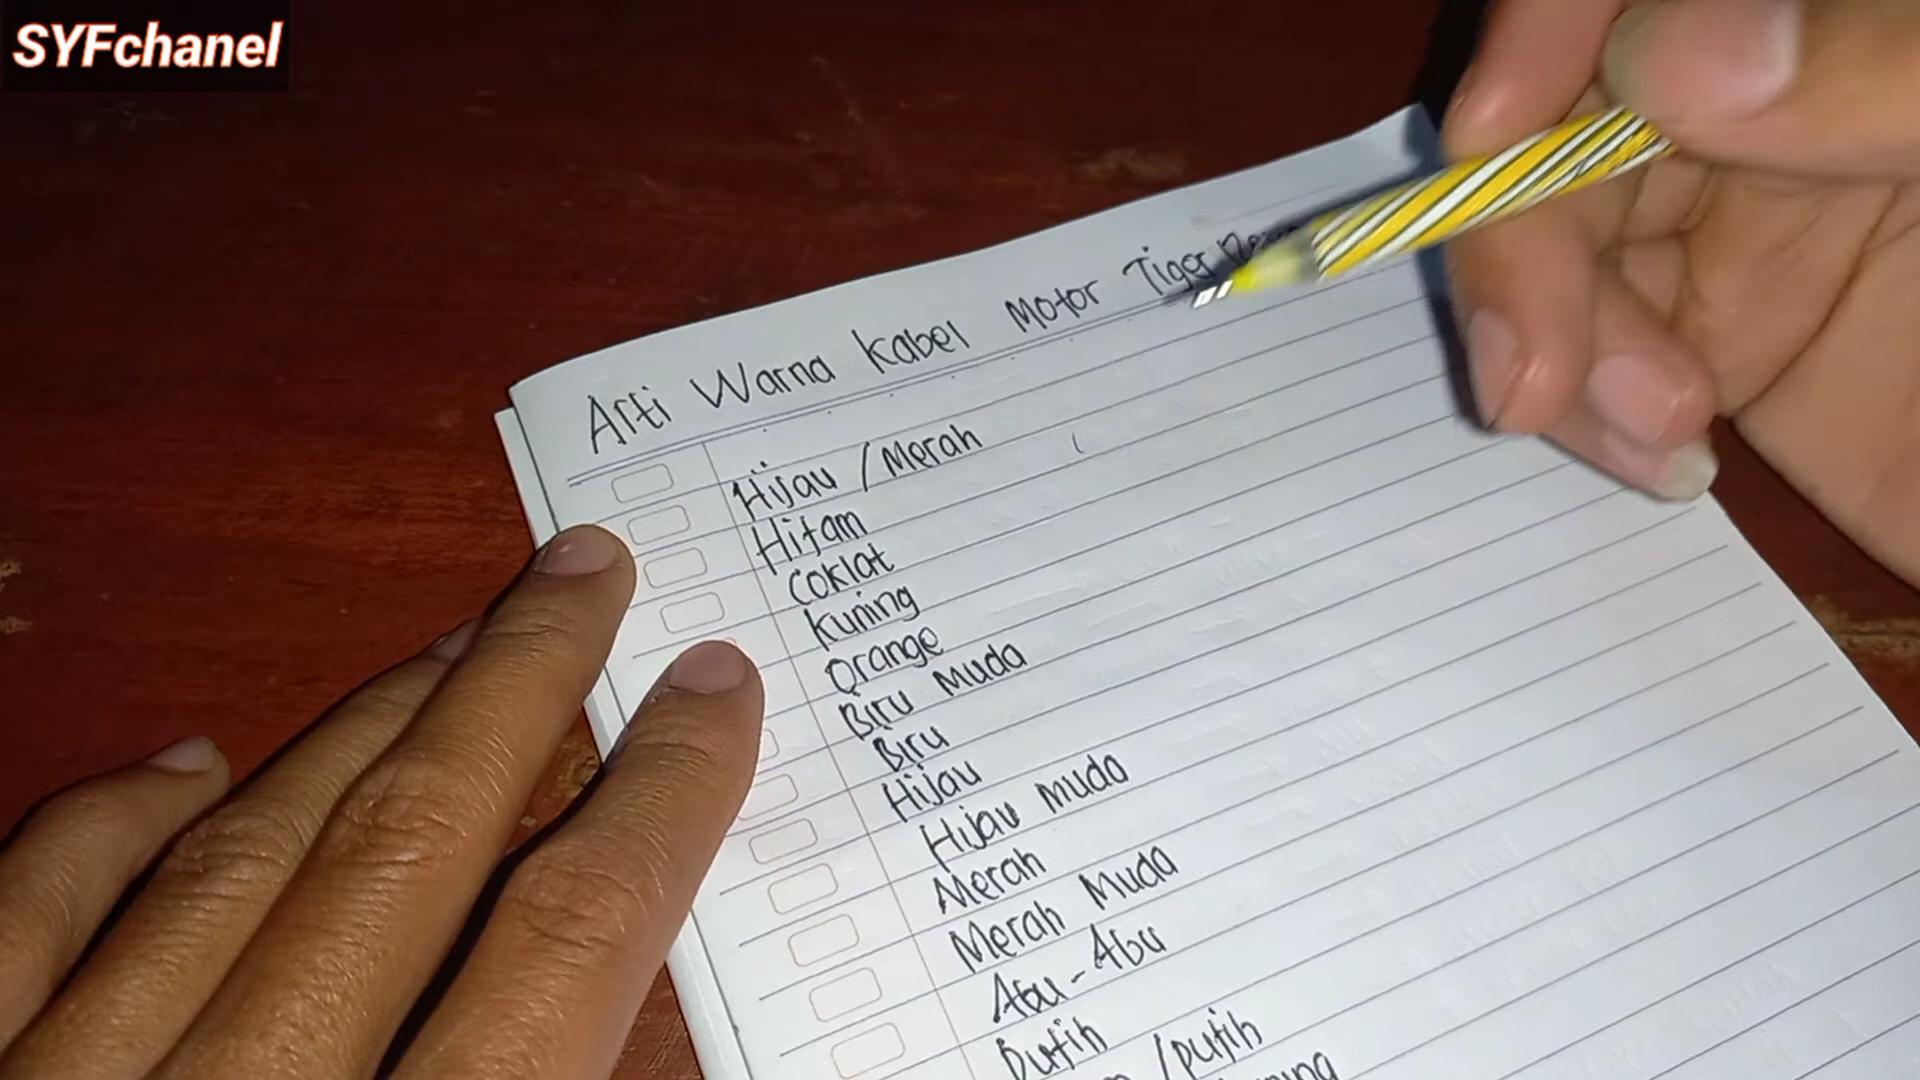 SYFchanel
Arti Warna Kabel Motor Tiger
Hijau / Merah
Hitam
Coklat
Kuning
Orange
Biru Muda
Biru
Hijau
Hijau Muda
Merah
Merah Muda
Abu-Abu
Putih
/putih